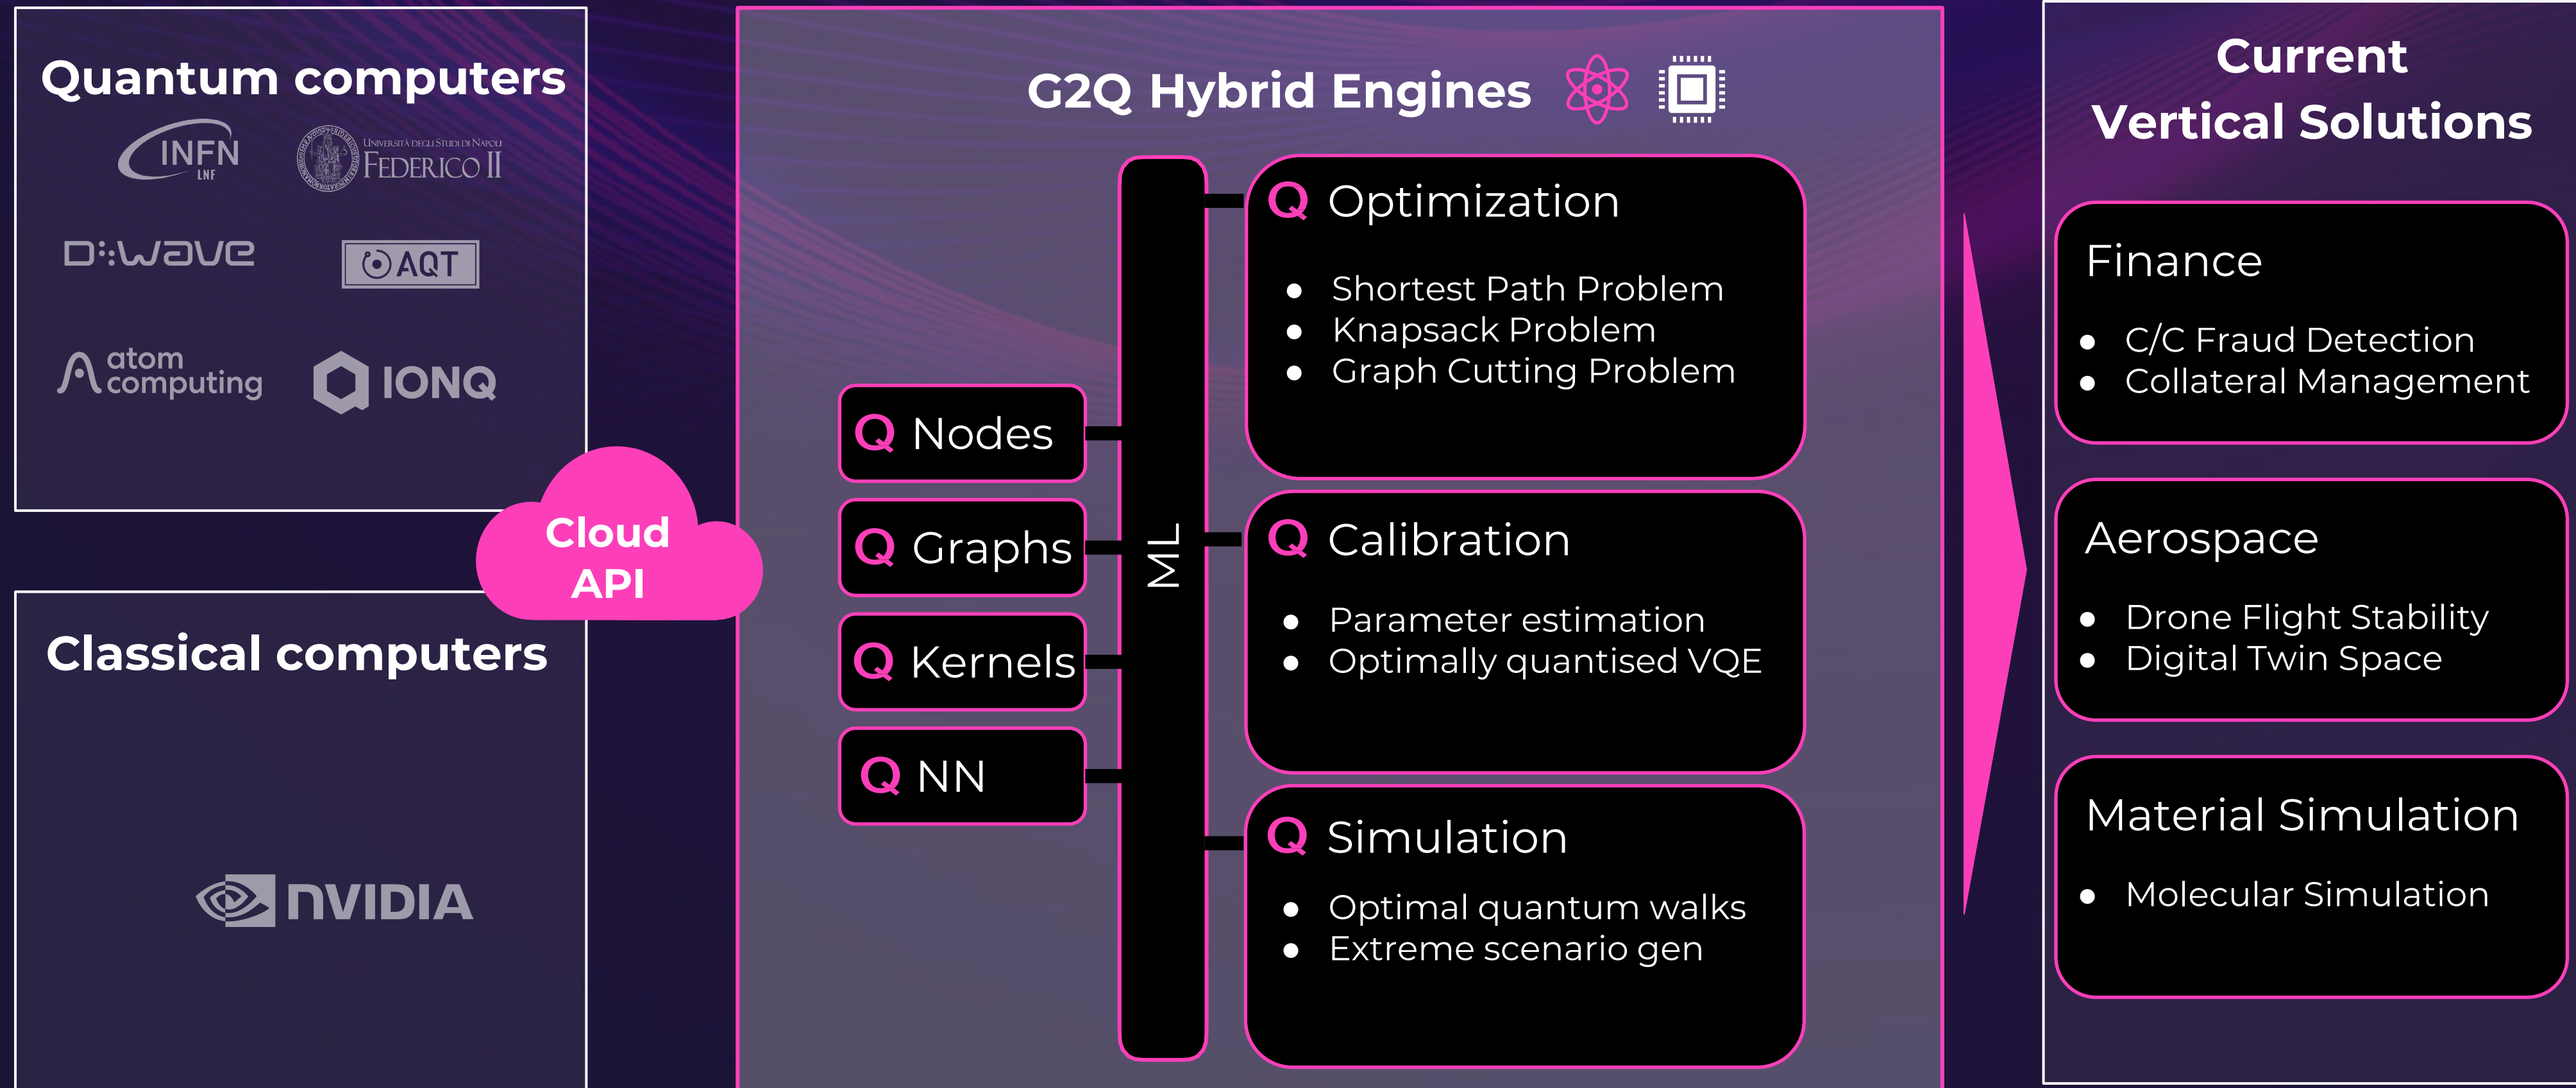 Quantum computers
INFN
LNF
UNIVERSITÀ DEGLI STUDI DI NAPOLI
FEDERICO II
D:wave
AQT
atom
computing
IONQ
Cloud
API
Classical computers
nVIDIA
G2Q Hybrid Engines
Q Nodes
Q Graphs
Q Kernels
Q NN
ML
Q Optimization
● Shortest Path Problem
● Knapsack Problem
● Graph Cutting Problem
Q Calibration
● Parameter estimation
● Optimally quantised VQE
Q Simulation
● Optimal quantum walks
● Extreme scenario gen
Current
Vertical Solutions
Finance
● C/C Fraud Detection
● Collateral Management
Aerospace
● Drone Flight Stability
● Digital Twin Space
Material Simulation
● Molecular Simulation